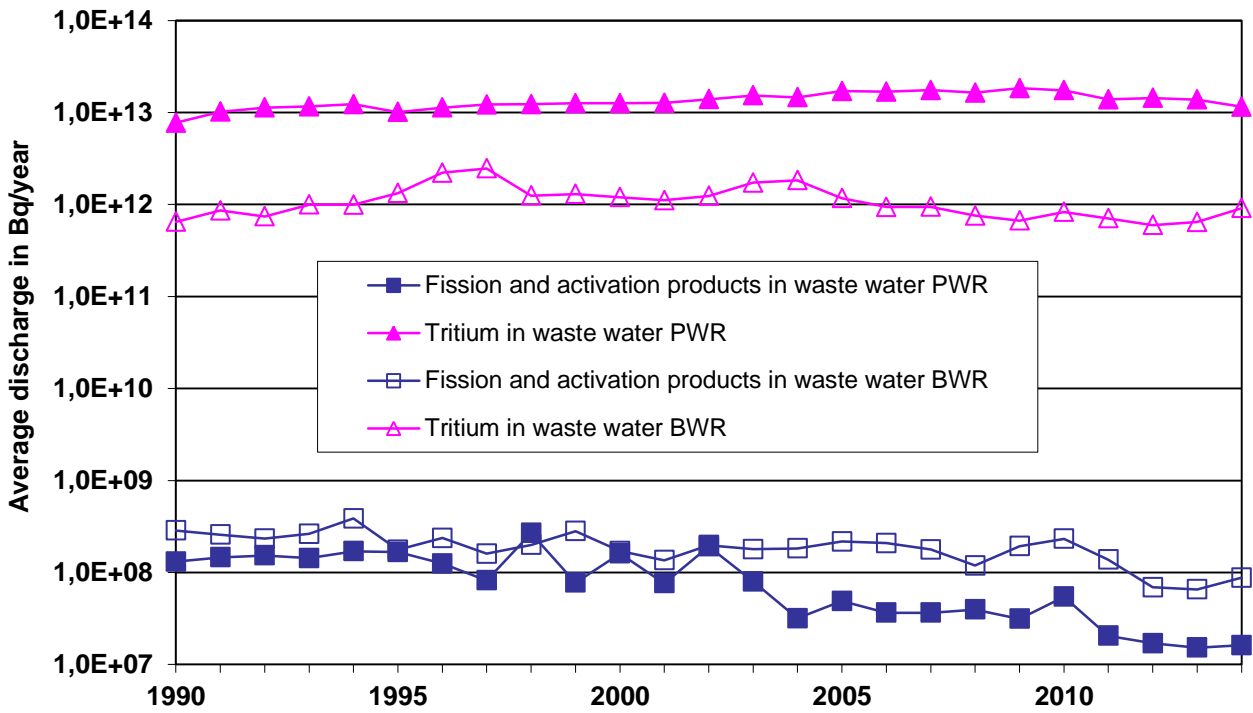 1,0E+14
1,0E+13
1,0E+12
1,0E+11
1,0E+10
1,0E+09
1,0E+08
1,0E+07
Average discharge in Bq/year
Fission and activation products in waste water PWR
Tritium in waste water PWR
Fission and activation products in waste water BWR
Tritium in waste water BWR
1990 1995 2000 2005 2010